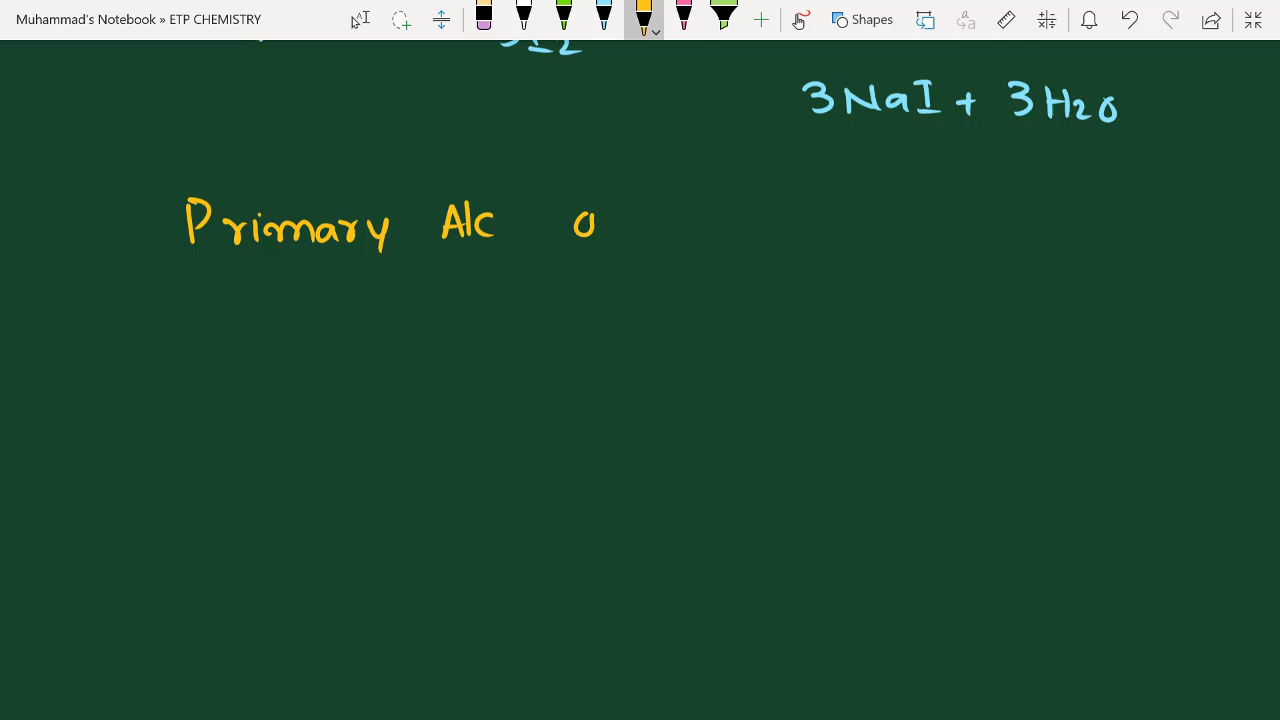 Muhammad's Notebook » ETP CHEMISTRY Shapes
3NaI + 3H2O
Primary Alc o